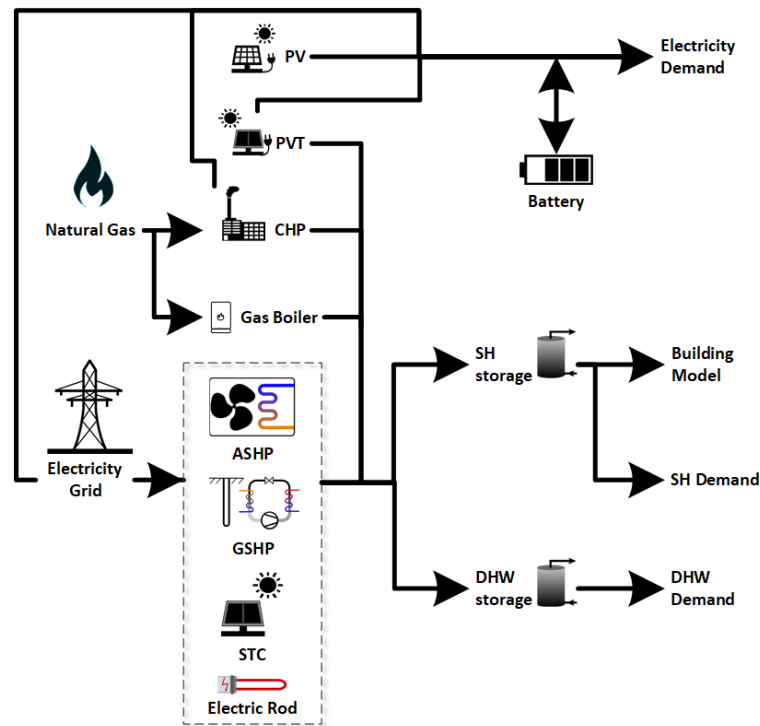 PV
Electricity
Demand
PVT
Battery
Natural Gas
CHP
Gas Boiler
SH
storage
Building
Model
ASHP
Electricity
Grid
SH Demand
GSHP
DHW
storage
DHW
Demand
STC
Electric Rod